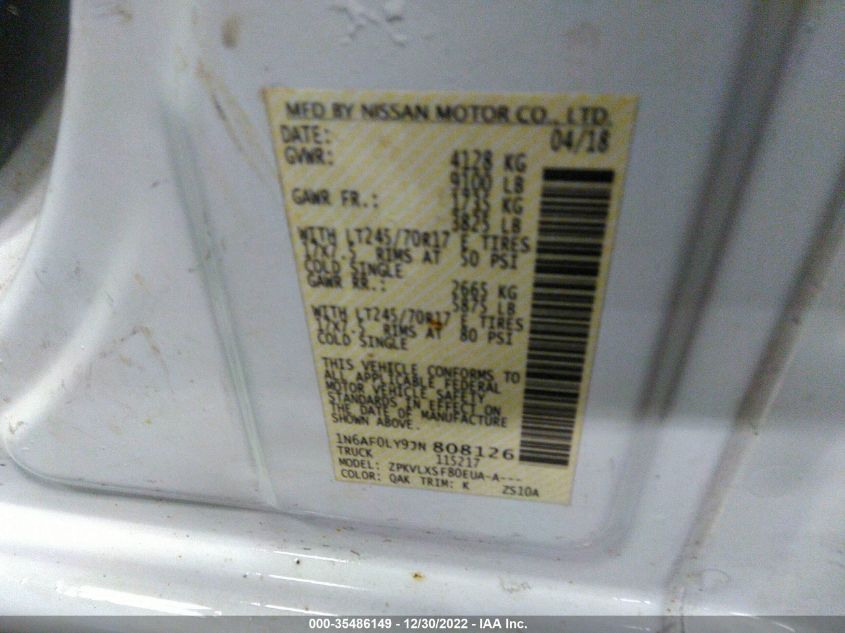 MFD BY NISSAN MOTOR CO., LTD.
DATE: 04/18
GVWR: 4128 KG
9100 LB
GAWR FR.: 1735 KG
3825 LB
WITH LT245/70R17 E TIRES
17X7.5 RIMS AT 50 PSI
COLD SINGLE
GAWR RR.: 2665 KG
5875 LB
WITH LT245/70R17 E TIRES
17X7.5 RIMS AT 80 PSI
COLD SINGLE
THIS VEHICLE CONFORMS TO
ALL APPLICABLE FEDERAL
MOTOR VEHICLE SAFETY
STANDARDS IN EFFECT ON
THE DATE OF MANUFACTURE
SHOWN ABOVE.
808126
TRUCK 115217
MODEL: ZPKVLXSF80EUA-A---
COLOR: QAK TRIM: K ZS10A
000-35486149 - 12/30/2022 - IAA Inc.